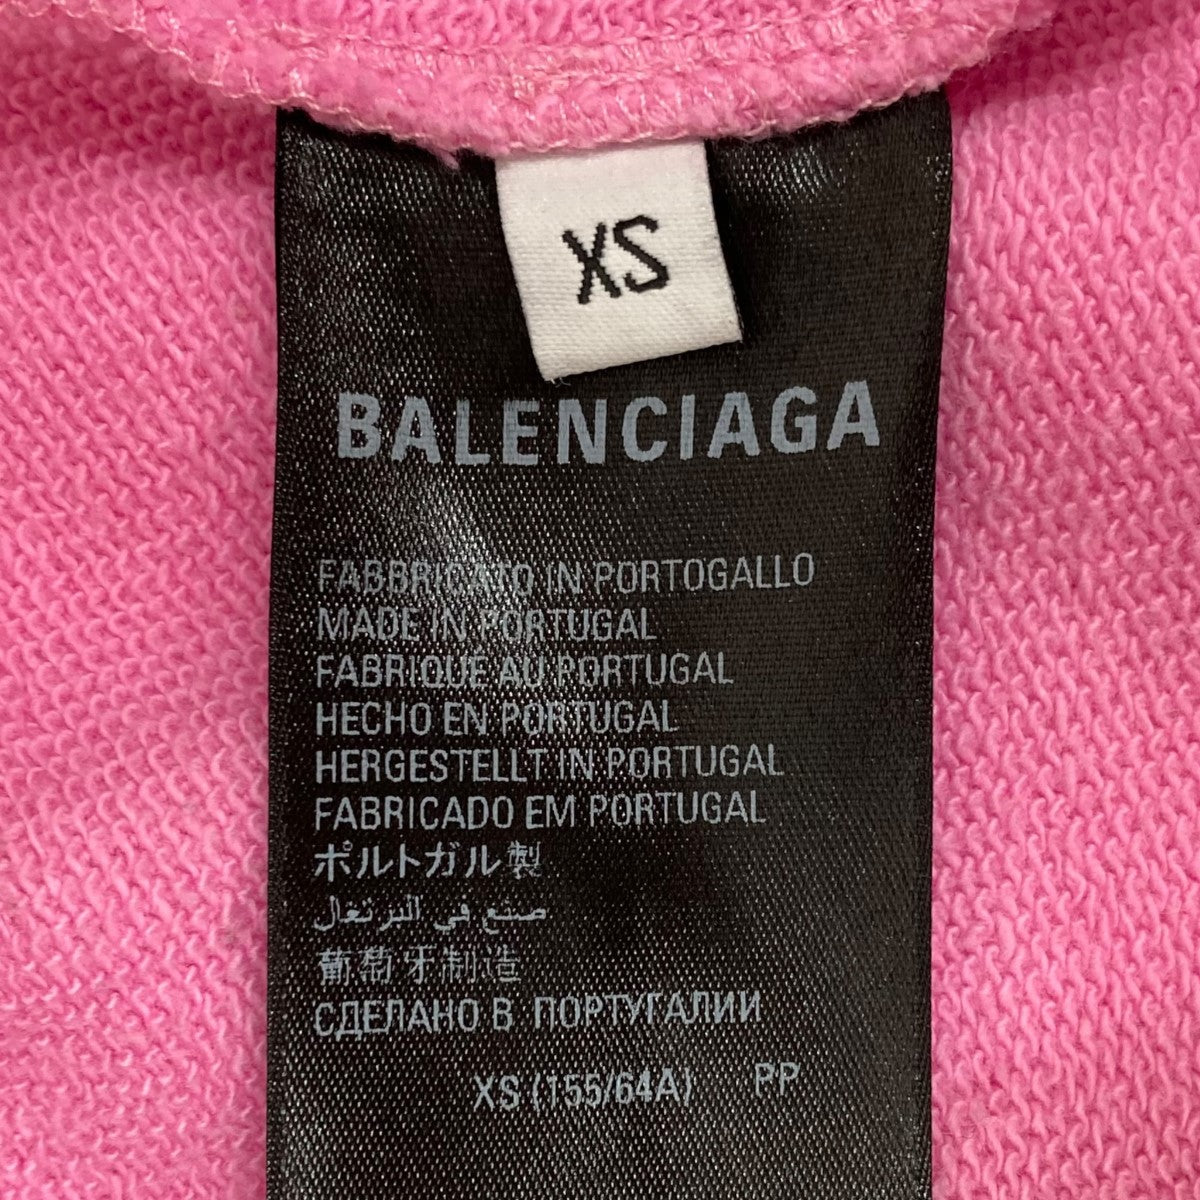 XS
BALENCIAGA
FABBRICATO IN PORTOGALLO
MADE IN PORTUGAL
FABRIQUÉ AU PORTUGAL
HECHO EN PORTUGAL
HERGESTELLT IN PORTUGAL
FABRICADO EM PORTUGAL
ポルトガル製
صنع في البرتغال
葡萄牙制造
СДЕЛАНО В ПОРТУГАЛИИ
XS (155/64A) PP